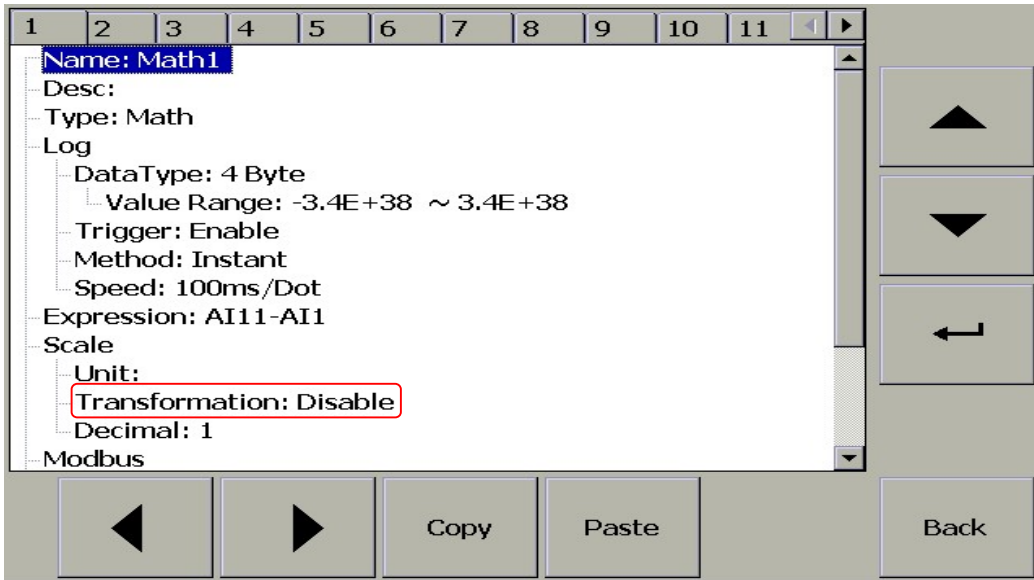 1 2 3 4 5 6 7 8 9 10 11
Name: Math1
Desc:
Type: Math
Log
DataType: 4 Byte
Value Range: -3.4E+38 ~ 3.4E+38
Trigger: Enable
Method: Instant
Speed: 100ms/Dot
Expression: AI11-AI1
Scale
Unit:
Transformation: Disable
Decimal: 1
Modbus
Copy Paste Back